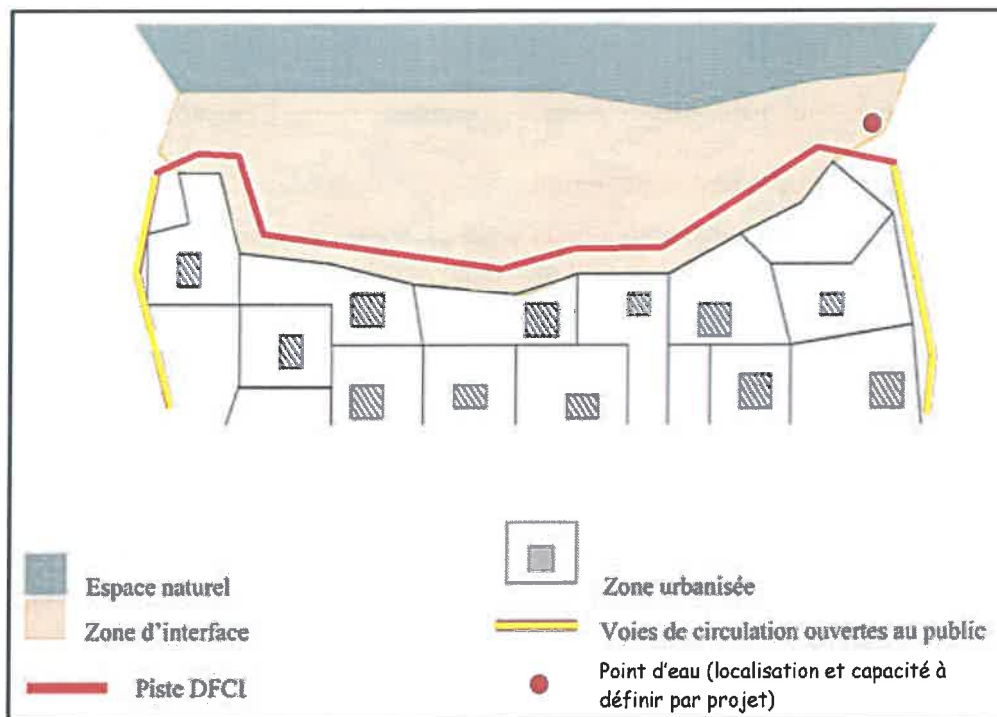 Espace naturel
Zone d'interface
Piste DFCI
Zone urbanisée
Voies de circulation ouvertes au public
Point d'eau (localisation et capacité à
définir par projet)